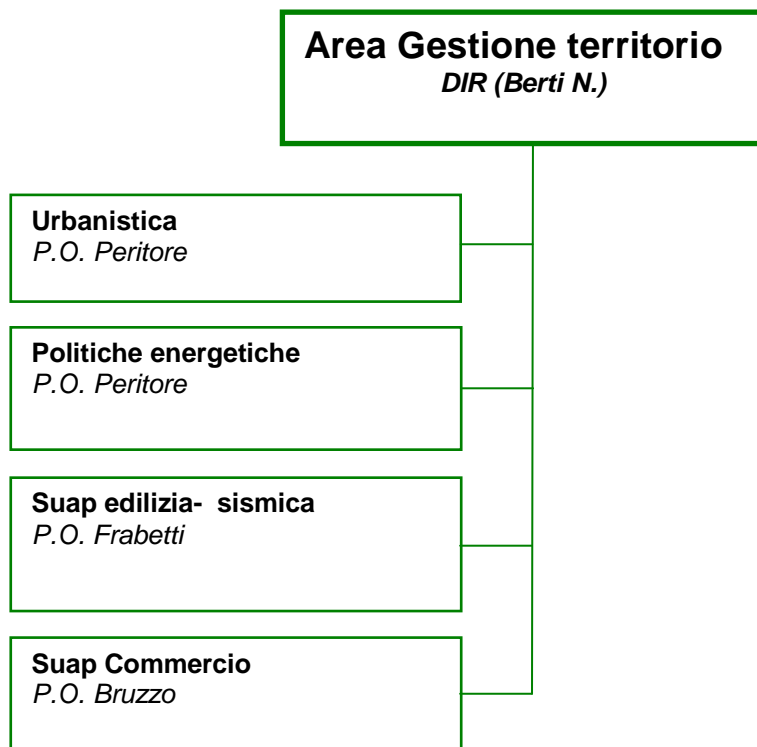 Area Gestione territorio
DIR (Berti N.)
Urbanistica
P.O. Peritore
Politiche energetiche
P.O. Peritore
Suap edilizia- sismica
P.O. Frabetti
Suap Commercio
P.O. Bruzzo